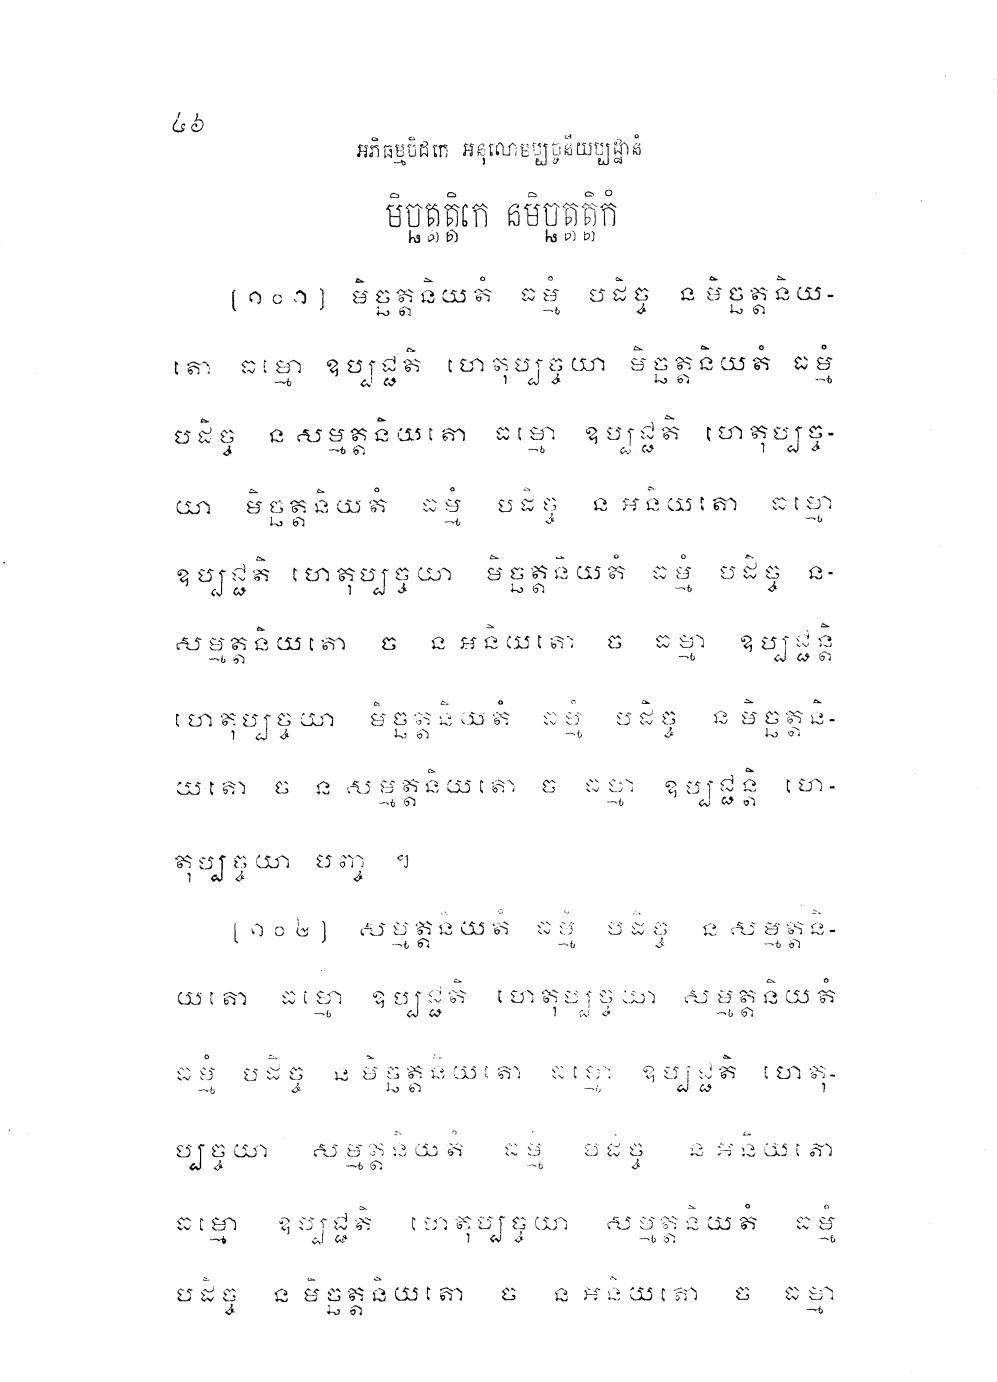 ៤៦
អភិធម្មបិដកេ អនុលោមប្បច្ចនីយប្បដ្ឋានំ
មិច្ឆត្តត្តិកេ នមិច្ឆត្តត្តិកំ
[១០១] មិច្ឆត្តនិយតំ ធម្មំ បដិច្ច នមិច្ឆត្តនិយ-
តោ ធម្មោ ឧប្បជ្ជតិ ហេតុប្បច្ចយា មិច្ឆត្តនិយតំ ធម្មំ
បដិច្ច នសម្មត្តនិយតោ ធម្មោ ឧប្បជ្ជតិ ហេតុប្បច្ច-
យា មិច្ឆត្តនិយតំ ធម្មំ បដិច្ច នអនិយតោ ធម្មោ
ឧប្បជ្ជតិ ហេតុប្បច្ចយា មិច្ឆត្តនិយតំ ធម្មំ បដិច្ច ន-
សម្មត្តនិយតោ ច នអនិយតោ ច ធម្មា ឧប្បជ្ជន្តិ
ហេតុប្បច្ចយា មិច្ឆត្តនិយតំ ធម្មំ បដិច្ច នមិច្ឆត្តនិ-
យតោ ច នសម្មត្តនិយតោ ច ធម្មា ឧប្បជ្ជន្តិ ហេ-
តុប្បច្ចយា បញ្ច ។
[១០២] សម្មត្តនិយតំ ធម្មំ បដិច្ច នសម្មត្តនិ-
យតោ ធម្មោ ឧប្បជ្ជតិ ហេតុប្បច្ចយា សម្មត្តនិយតំ
ធម្មំ បដិច្ច នមិច្ឆត្តនិយតោ ធម្មោ ឧប្បជ្ជតិ ហេតុ-
ប្បច្ចយា សម្មត្តនិយតំ ធម្មំ បដិច្ច នអនិយតោ
ធម្មោ ឧប្បជ្ជតិ ហេតុប្បច្ចយា សម្មត្តនិយតំ ធម្មំ
បដិច្ច នមិច្ឆត្តនិយតោ ច នអនិយតោ ច ធម្មា